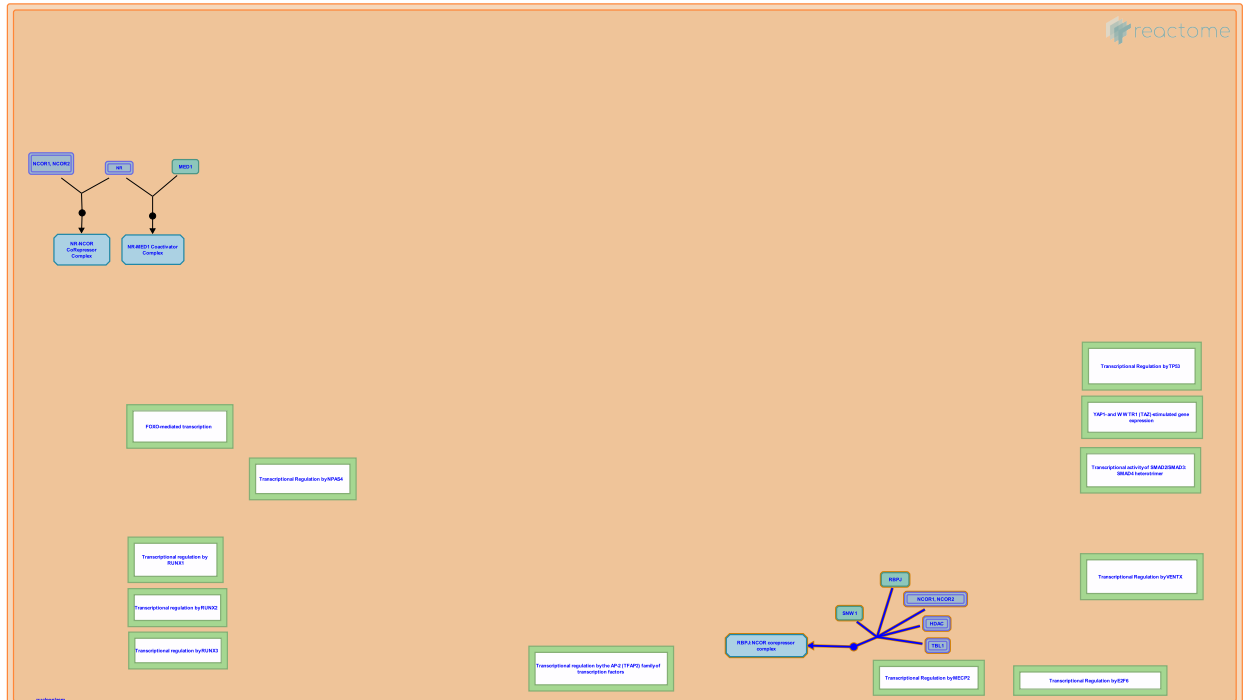 reactome
NCOR1, NCOR2
NR
MED1
NR-NCOR
CoRepressor
Complex
NR-MED1 Coactivator
Complex
Transcriptional Regulation by TP53
YAP1- and WWTR1 (TAZ)-stimulated gene
expression
FOXO-mediated transcription
Transcriptional activity of SMAD2/SMAD3:
SMAD4 heterotrimer
Transcriptional Regulation by NPAS4
Transcriptional regulation by
RUNX1
Transcriptional Regulation by VENTX
RBPJ
NCOR1, NCOR2
Transcriptional regulation by RUNX2
SNW1
HDAC
RBPJ:NCOR corepressor
complex
TBL1
Transcriptional regulation by RUNX3
Transcriptional regulation by the AP-2 (TFAP2) family of
transcription factors
Transcriptional Regulation by MECP2
Transcriptional Regulation by E2F6